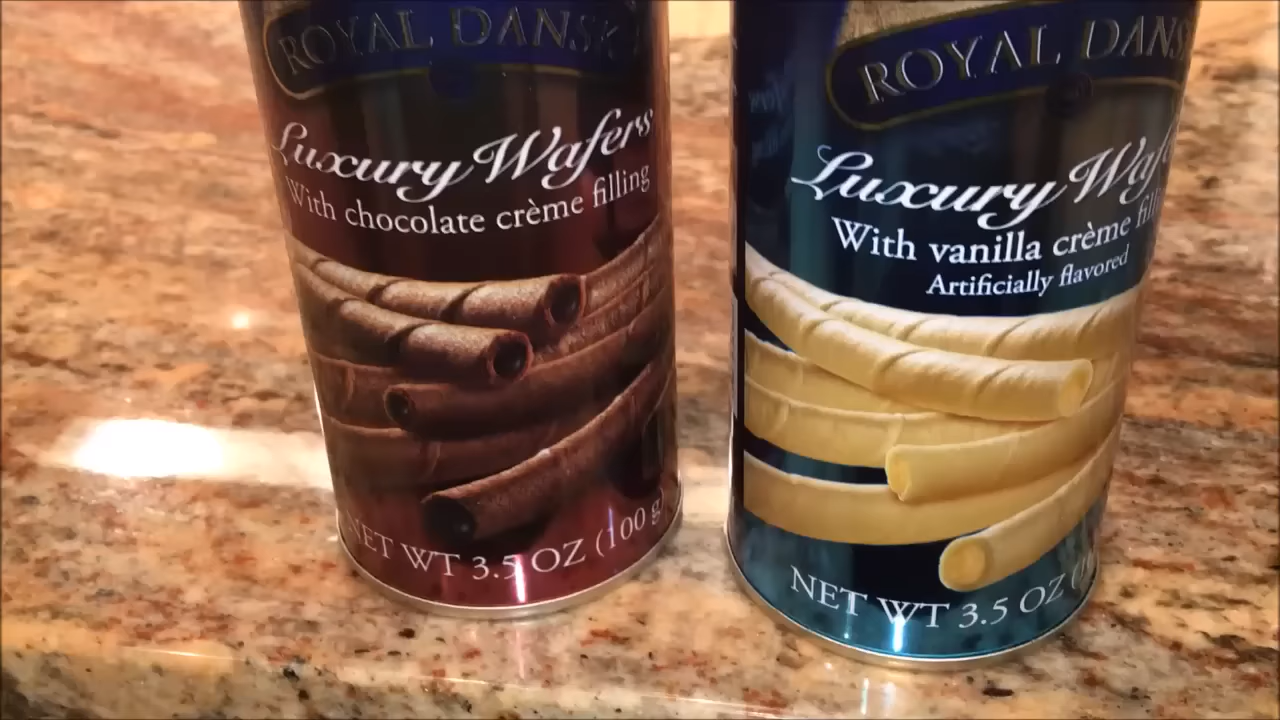 ROYAL DANSK
Luxury Wafers
With chocolate crème filling
NET WT 3.5 OZ (100 g)
ROYAL DANS
Luxury Waf
With vanilla crème fil
Artificially flavored
NET WT 3.5 OZ (